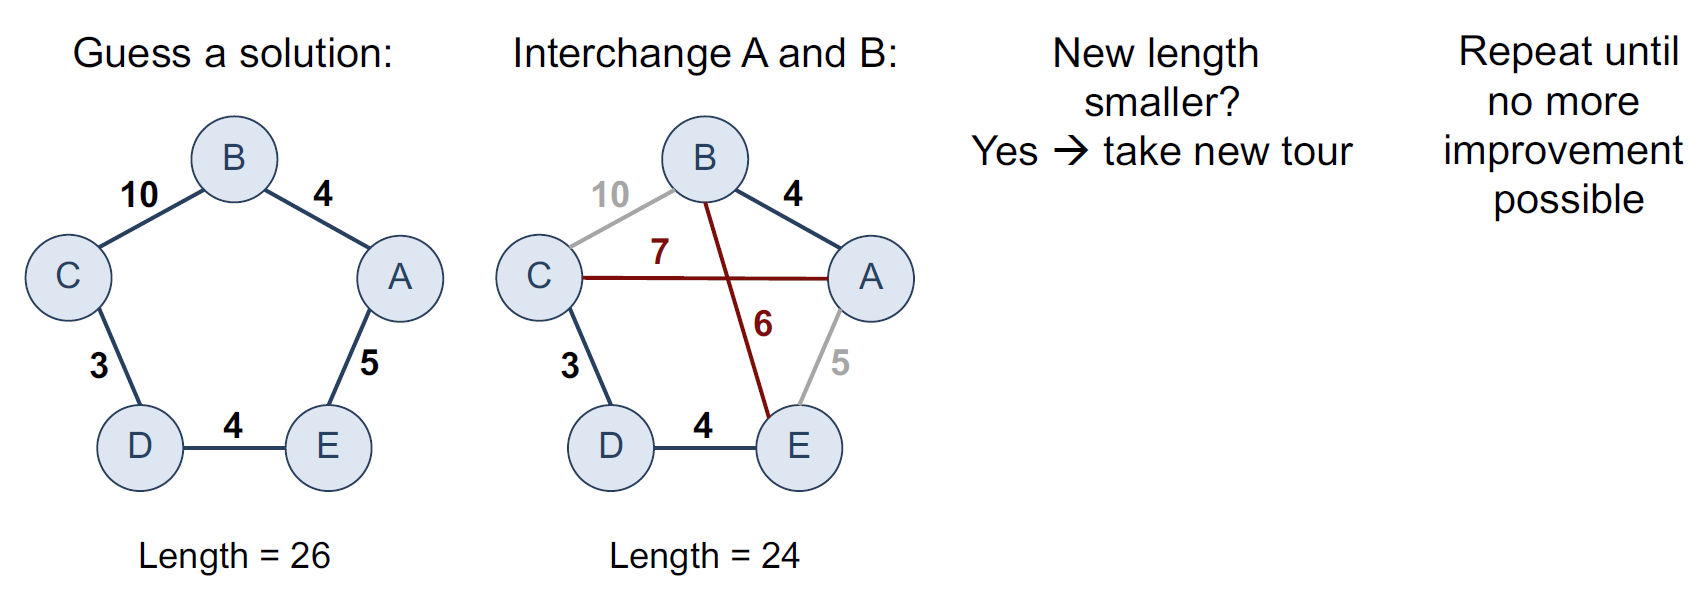 Guess a solution:
B
10
4
C
A
3
5
D
4
E
Length = 26
Interchange A and B:
B
10
4
7
C
A
6
3
5
D
4
E
Length = 24
New length
smaller?
Yes → take new tour
Repeat until
no more
improvement
possible